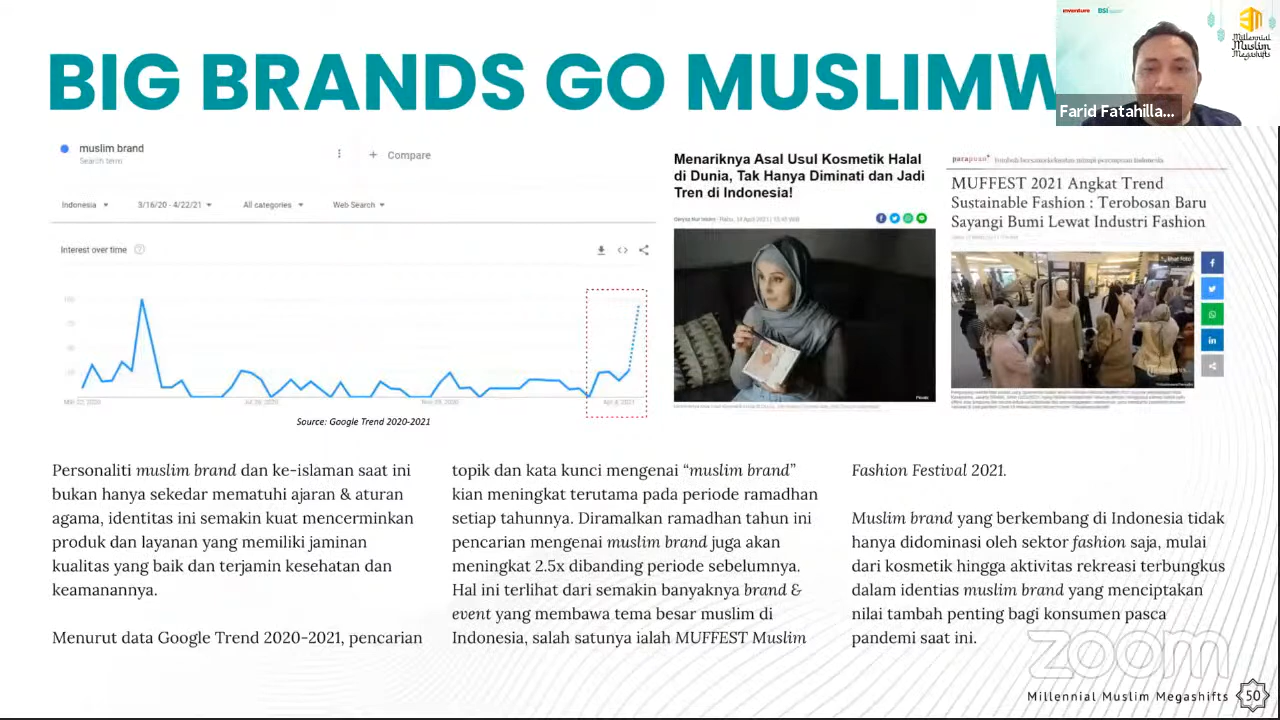 BIG BRANDS GO MUSLIMW
inventure BSI
Millennial Muslim Megashifts
Farid Fatahilla...
muslim brand
Search term
+ Compare
Indonesia 3/16/20 - 4/22/21 All categories Web Search
Interest over time
Source: Google Trend 2020-2021
Menariknya Asal Usul Kosmetik Halal
di Dunia, Tak Hanya Diminati dan Jadi
Tren di Indonesia!
parapuan
MUFFEST 2021 Angkat Trend
Sustainable Fashion : Terobosan Baru
Sayangi Bumi Lewat Industri Fashion
Lihat Foto
Personaliti muslim brand dan ke-islaman saat ini
bukan hanya sekedar mematuhi ajaran & aturan
agama, identitas ini semakin kuat mencerminkan
produk dan layanan yang memiliki jaminan
kualitas yang baik dan terjamin kesehatan dan
keamanannya.
Menurut data Google Trend 2020-2021, pencarian
topik dan kata kunci mengenai “muslim brand”
kian meningkat terutama pada periode ramadhan
setiap tahunnya. Diramalkan ramadhan tahun ini
pencarian mengenai muslim brand juga akan
meningkat 2.5x dibanding periode sebelumnya.
Hal ini terlihat dari semakin banyaknya brand &
event yang membawa tema besar muslim di
Indonesia, salah satunya ialah MUFFEST Muslim
Fashion Festival 2021.
Muslim brand yang berkembang di Indonesia tidak
hanya didominasi oleh sektor fashion saja, mulai
dari kosmetik hingga aktivitas rekreasi terbungkus
dalam identias muslim brand yang menciptakan
nilai tambah penting bagi konsumen pasca
pandemi saat ini.
zoom
Millennial Muslim Megashifts 50